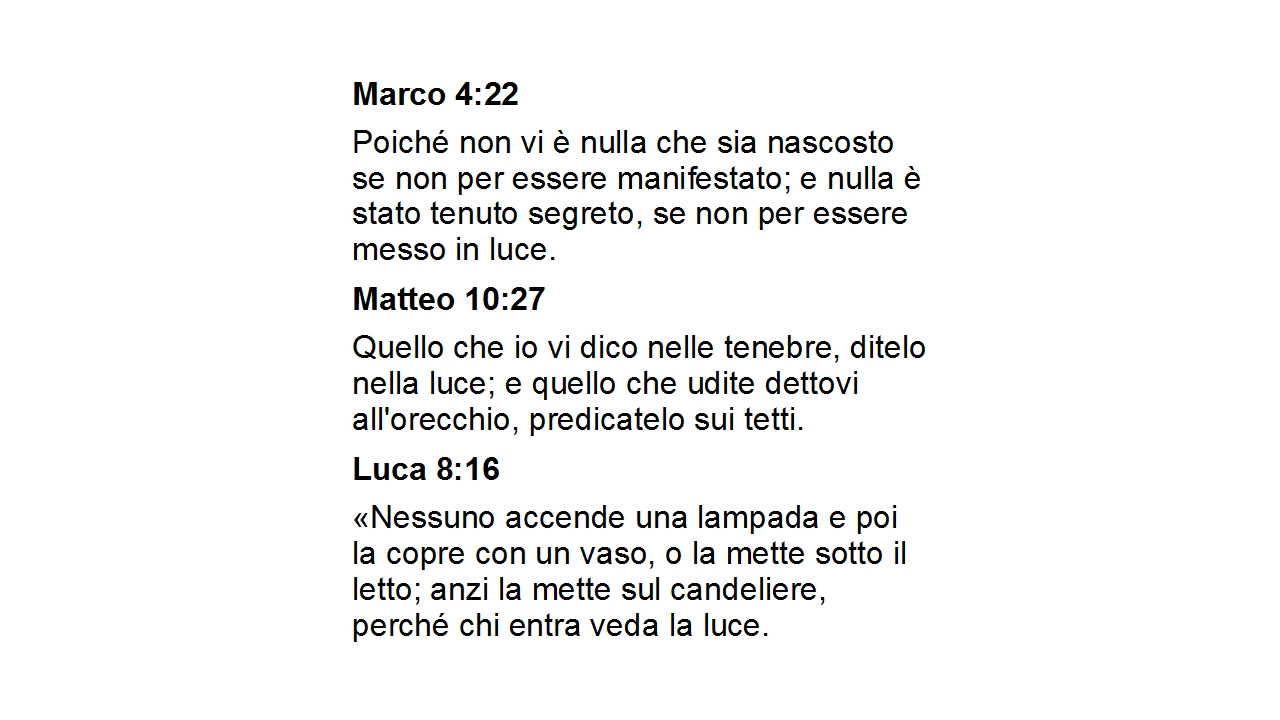 Marco 4:22
Poiché non vi è nulla che sia nascosto
se non per essere manifestato; e nulla è
stato tenuto segreto, se non per essere
messo in luce.
Matteo 10:27
Quello che io vi dico nelle tenebre, ditelo
nella luce; e quello che udite dettovi
all'orecchio, predicatelo sui tetti.
Luca 8:16
«Nessuno accende una lampada e poi
la copre con un vaso, o la mette sotto il
letto; anzi la mette sul candeliere,
perché chi entra veda la luce.